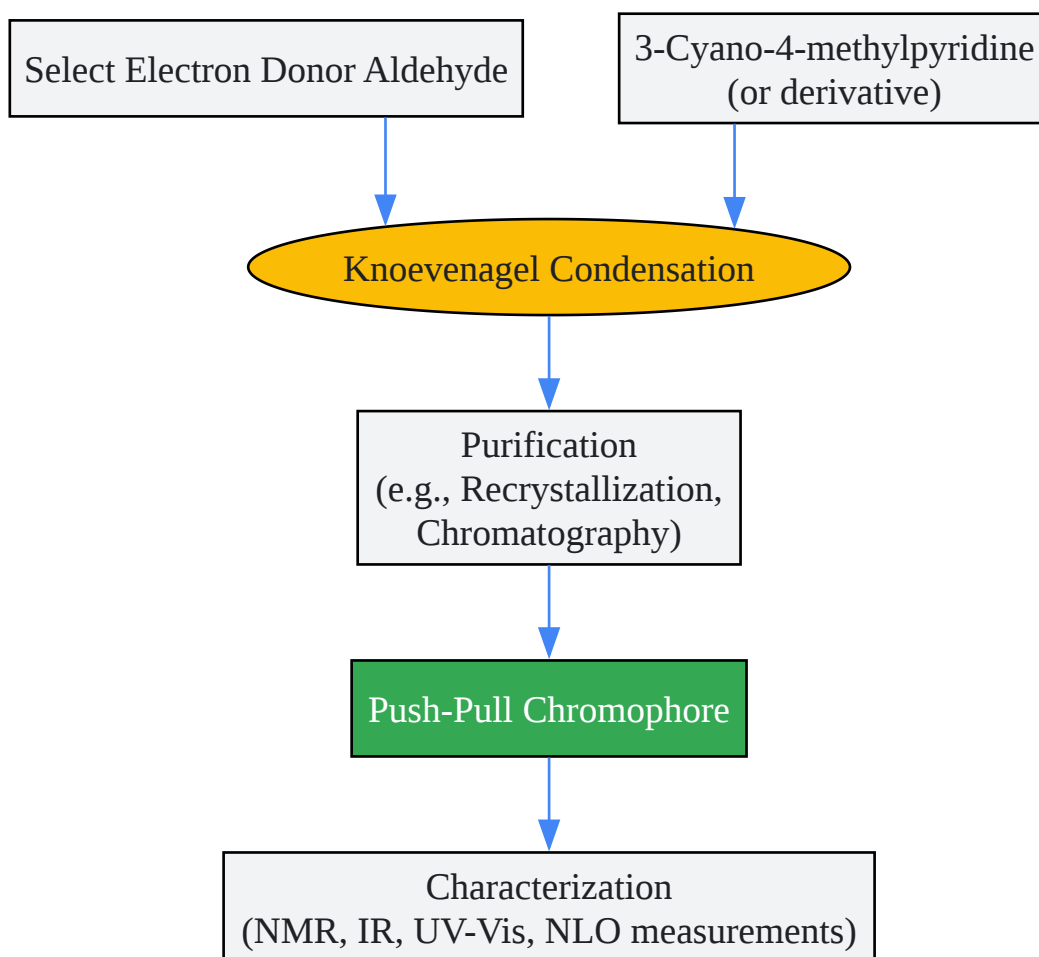 Select Electron Donor Aldehyde
3-Cyano-4-methylpyridine
(or derivative)
Knoevenagel Condensation
Purification
(e.g., Recrystallization,
Chromatography)
Push-Pull Chromophore
Characterization
(NMR, IR, UV-Vis, NLO measurements)